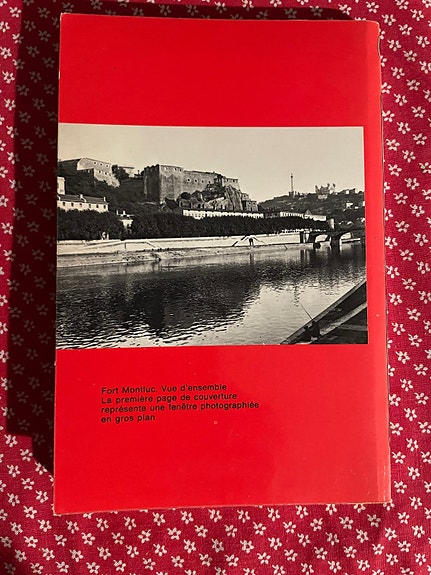 Fort Montluc. Vue d'ensemble
La première page de couverture
représente une fenêtre photographiée
en gros plan